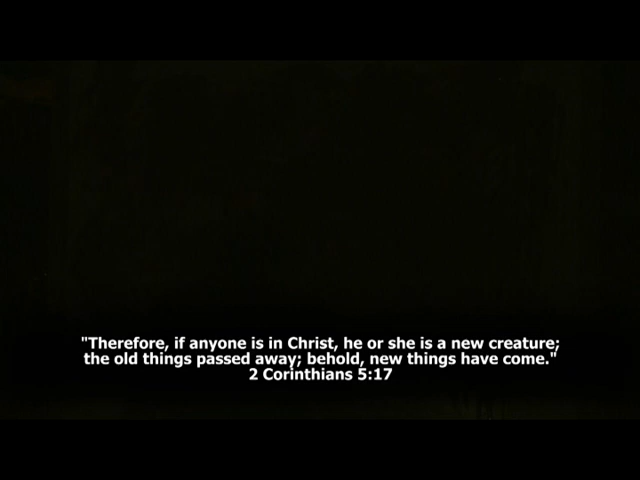 "Therefore, if anyone is in Christ, he or she is a new creature;
the old things passed away; behold, new things have come."
2 Corinthians 5:17